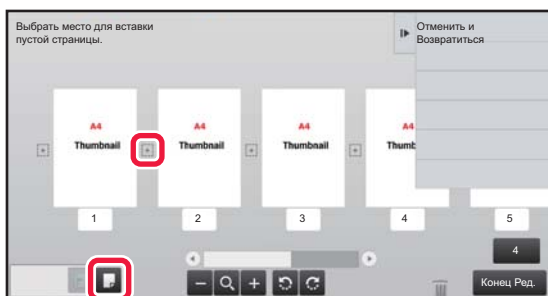 Выбрать место для вставки
пустой страницы.
Отменить и
Возвратиться
A4
Thumbnail
A4
Thumbnail
A4
Thumbnail
A4
Thumb
1
2
3
4
5
4
Конец Ред.